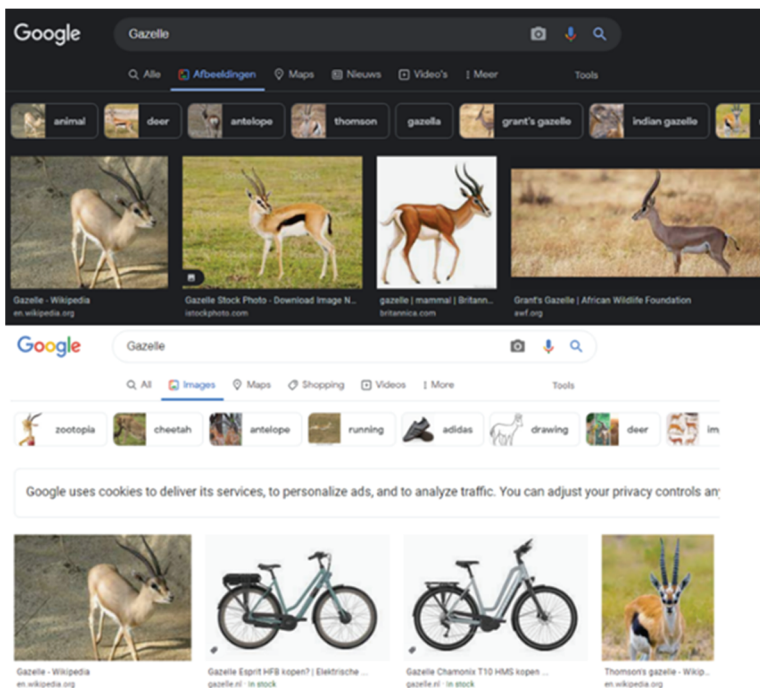 Google Gazelle
Alle Afbeeldingen Maps Nieuws Video's Meer Tools
animal deer antelope thomson gazella grant's gazelle indian gazelle
Gazelle - Wikipedia
en.wikipedia.org
Gazelle Stock Photo - Download Image N...
istockphoto.com
gazelle | mammal | Britann...
britannica.com
Grant's Gazelle | African Wildlife Foundation
awf.org
Google Gazelle
All Images Maps Shopping Videos More Tools
zootopia cheetah antelope running adidas drawing deer im
Google uses cookies to deliver its services, to personalize ads, and to analyze traffic. You can adjust your privacy controls any
Gazelle - Wikipedia
en.wikipedia.org
Gazelle Esprit HFB kopen? | Elektrische ...
gazelle.nl · In stock
Gazelle Chamonix T10 HMS kopen ...
gazelle.nl · In stock
Thomson's gazelle - Wikip...
en.wikipedia.org